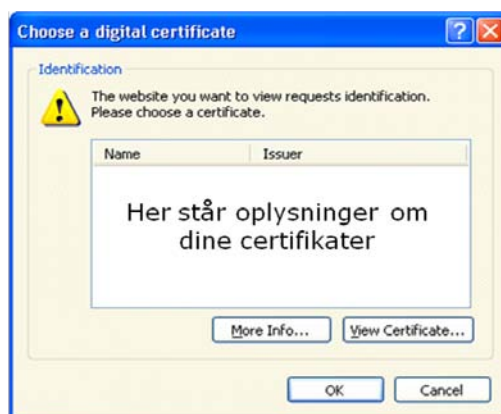 Choose a digital certificate
Identification
The website you want to view requests identification.
Please choose a certificate.
Name Issuer
Her står oplysninger om
dine certifikater
More Info... View Certificate...
OK Cancel